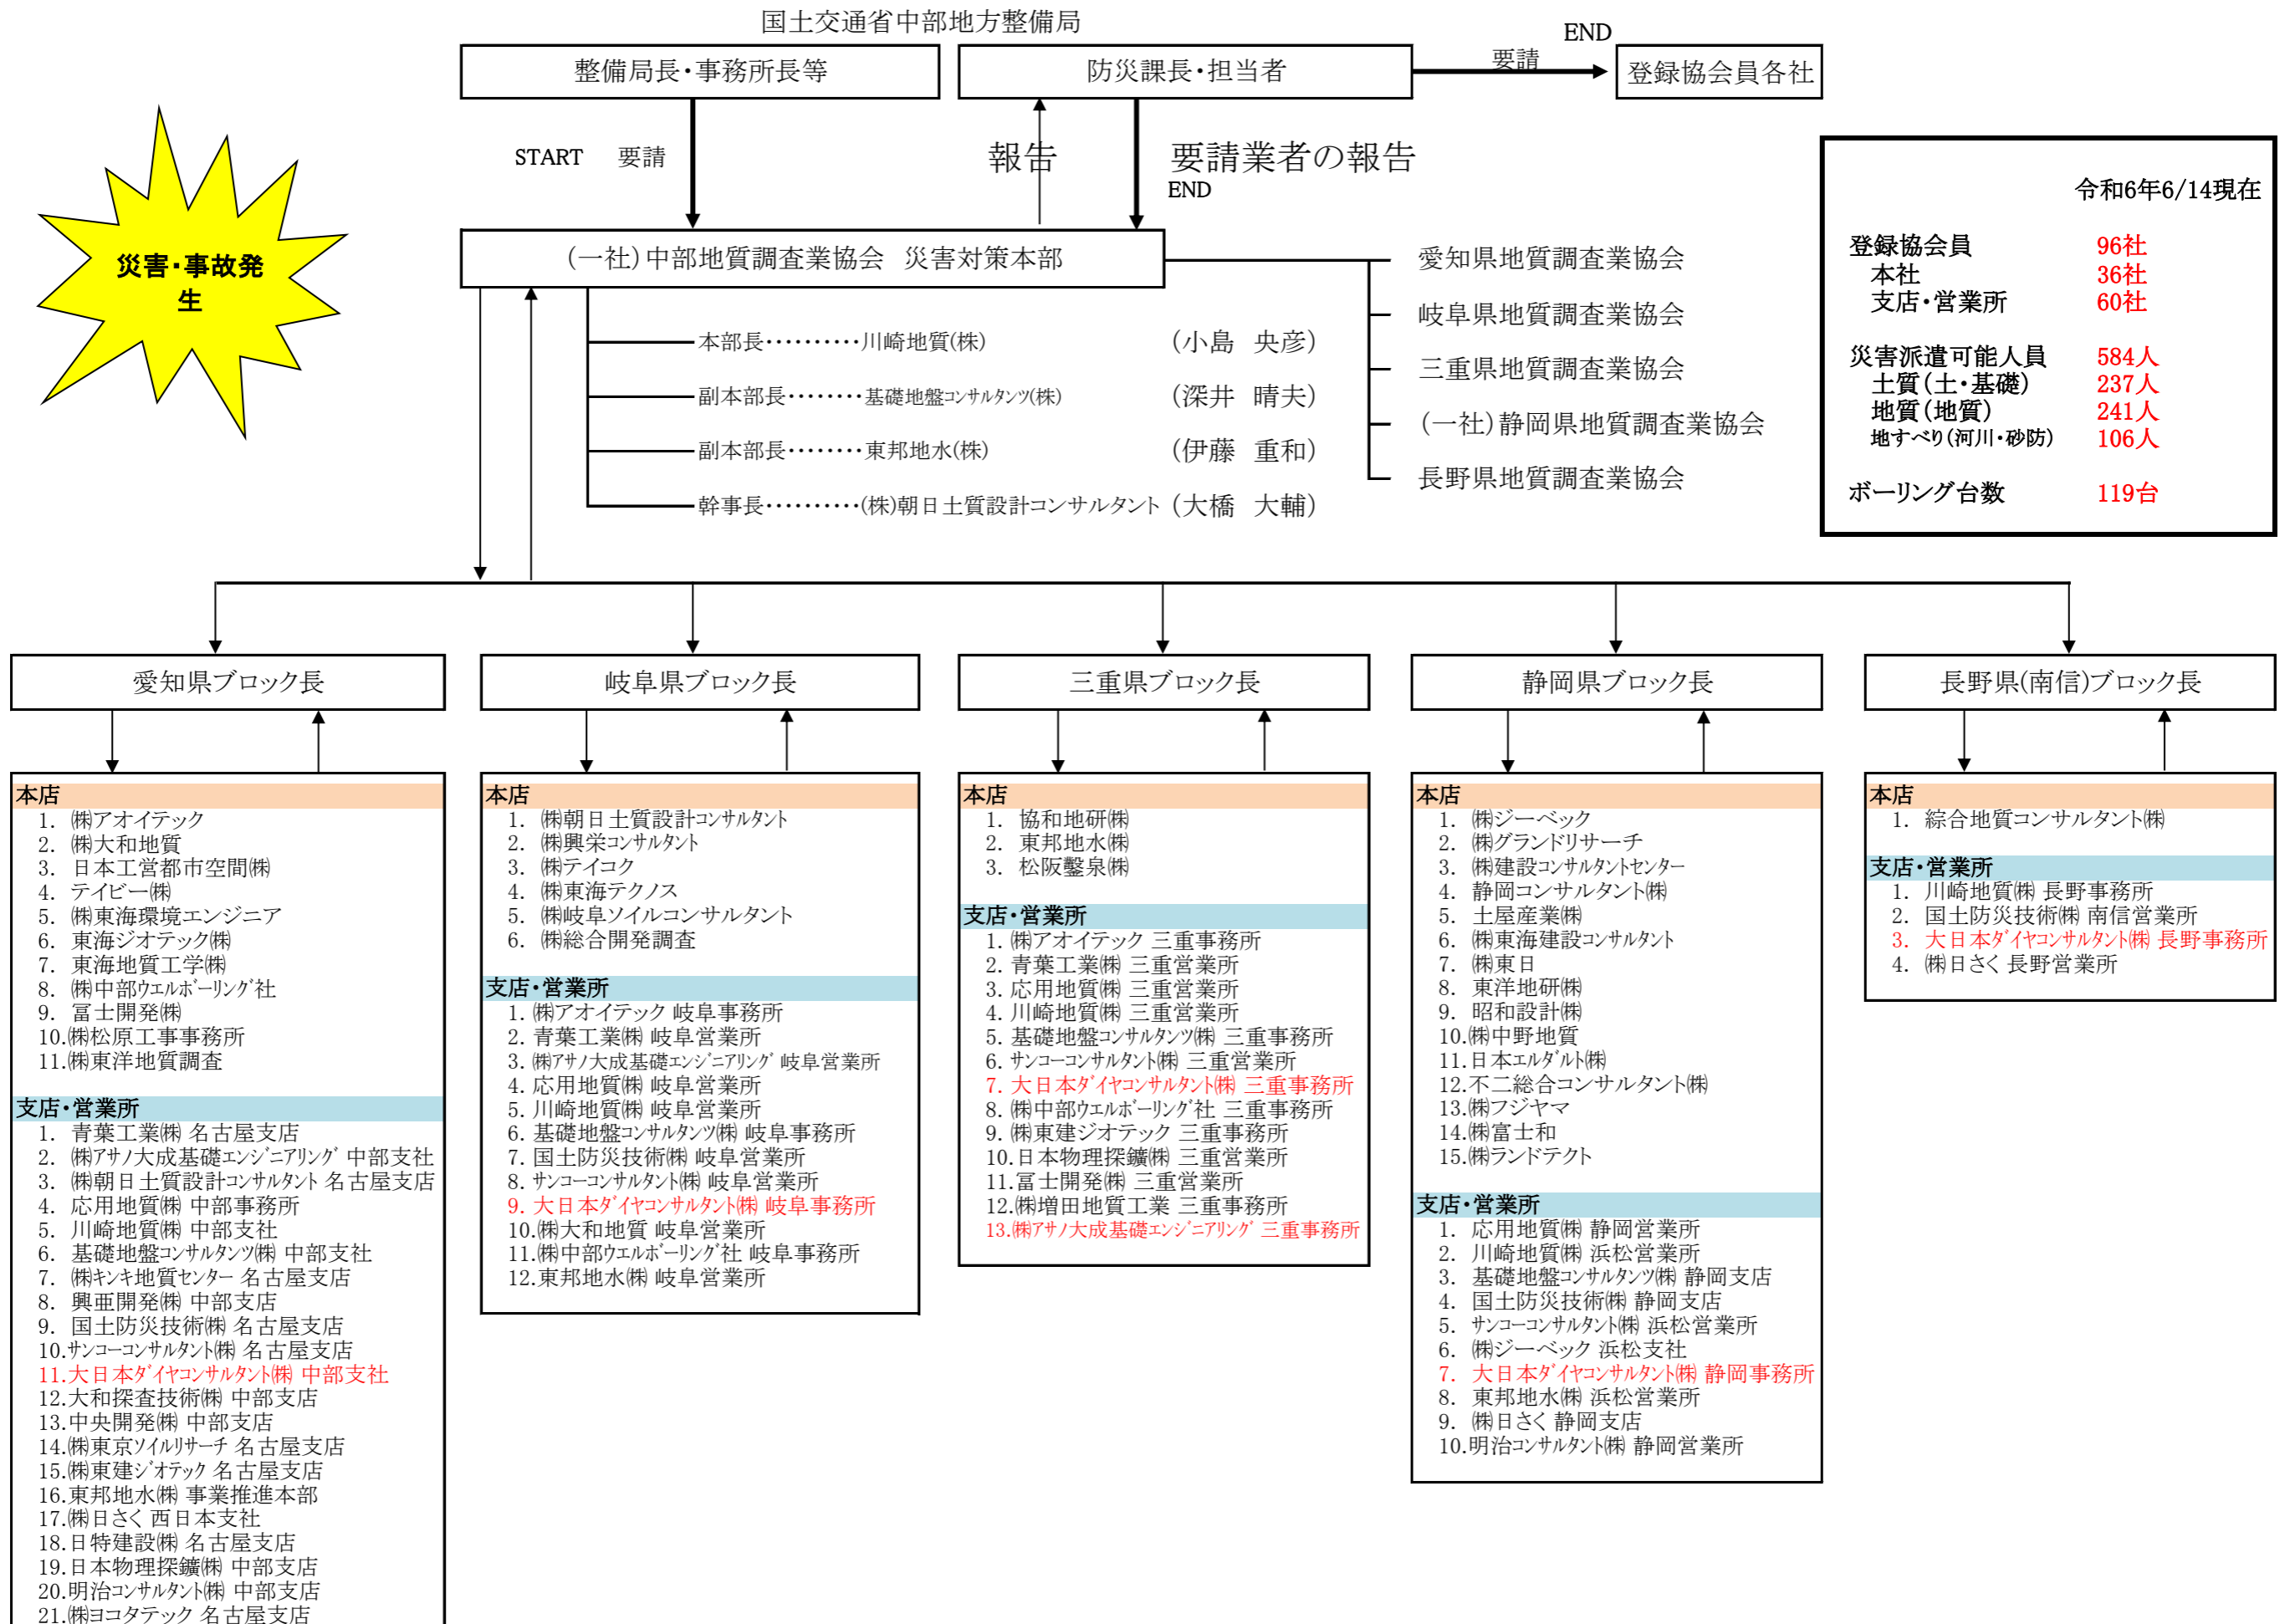 国土交通省中部地方整備局
整備局長・事務所長等
防災課長・担当者
要請
END
登録協会員各社
START 要請
報告
要請業者の報告
END
災害・事故発
生
令和6年6/14現在
登録協会員 96社
本社 36社
支店・営業所 60社
災害派遣可能人員 584人
土質(土・基礎) 237人
地質(地質) 241人
地すべり(河川・砂防) 106人
ボーリング台数 119台
(一社)中部地質調査業協会 災害対策本部
本部長‥‥‥‥‥川崎地質(株) (小島 央彦)
副本部長‥‥‥‥基礎地盤コンサルタンツ(株) (深井 晴夫)
副本部長‥‥‥‥東邦地水(株) (伊藤 重和)
幹事長‥‥‥‥‥(株)朝日土質設計コンサルタント (大橋 大輔)
愛知県地質調査業協会
岐阜県地質調査業協会
三重県地質調査業協会
(一社)静岡県地質調査業協会
長野県地質調査業協会
愛知県ブロック長
本店
1. ㈱アオイテック
2. ㈱大和地質
3. 日本工営都市空間㈱
4. テイビー㈱
5. ㈱東海環境エンジニア
6. 東海ジオテック㈱
7. 東海地質工学㈱
8. ㈱中部ウエルボーリング社
9. 冨士開発㈱
10.㈱松原工事事務所
11.㈱東洋地質調査
支店・営業所
1. 青葉工業㈱ 名古屋支店
2. ㈱アサノ大成基礎エンジニアリング 中部支社
3. ㈱朝日土質設計コンサルタント 名古屋支店
4. 応用地質㈱ 中部事務所
5. 川崎地質㈱ 中部支社
6. 基礎地盤コンサルタンツ㈱ 中部支社
7. ㈱キンキ地質センター 名古屋支店
8. 興亜開発㈱ 中部支店
9. 国土防災技術㈱ 名古屋支店
10.サンコーコンサルタント㈱ 名古屋支店
11.大日本ダイヤコンサルタント㈱ 中部支社
12.大和探査技術㈱ 中部支店
13.中央開発㈱ 中部支店
14.㈱東京ソイルリサーチ 名古屋支店
15.㈱東建ジオテック 名古屋支店
16.東邦地水㈱ 事業推進本部
17.㈱日さく 西日本支社
18.日特建設㈱ 名古屋支店
19.日本物理探鑛㈱ 中部支店
20.明治コンサルタント㈱ 中部支店
21.㈱ヨコタテック 名古屋支店
岐阜県ブロック長
本店
1. ㈱朝日土質設計コンサルタント
2. ㈱興栄コンサルタント
3. ㈱テイコク
4. ㈱東海テクノス
5. ㈱岐阜ソイルコンサルタント
6. ㈱総合開発調査
支店・営業所
1. ㈱アオイテック 岐阜事務所
2. 青葉工業㈱ 岐阜営業所
3. ㈱アサノ大成基礎エンジニアリング 岐阜営業所
4. 応用地質㈱ 岐阜営業所
5. 川崎地質㈱ 岐阜営業所
6. 基礎地盤コンサルタンツ㈱ 岐阜事務所
7. 国土防災技術㈱ 岐阜営業所
8. サンコーコンサルタント㈱ 岐阜営業所
9. 大日本ダイヤコンサルタント㈱ 岐阜事務所
10.㈱大和地質 岐阜営業所
11.㈱中部ウエルボーリング社 岐阜事務所
12.東邦地水㈱ 岐阜営業所
三重県ブロック長
本店
1. 協和地研㈱
2. 東邦地水㈱
3. 松阪鑿泉㈱
支店・営業所
1. ㈱アオイテック 三重事務所
2. 青葉工業㈱ 三重営業所
3. 応用地質㈱ 三重営業所
4. 川崎地質㈱ 三重営業所
5. 基礎地盤コンサルタンツ㈱ 三重事務所
6. サンコーコンサルタント㈱ 三重営業所
7. 大日本ダイヤコンサルタント㈱ 三重事務所
8. ㈱中部ウエルボーリング社 三重事務所
9. ㈱東建ジオテック 三重事務所
10.日本物理探鑛㈱ 三重営業所
11.冨士開発㈱ 三重営業所
12.㈱増田地質工業 三重事務所
13.㈱アサノ大成基礎エンジニアリング 三重事務所
静岡県ブロック長
本店
1. ㈱ジーベック
2. ㈱グランドリサーチ
3. ㈱建設コンサルタントセンター
4. 静岡コンサルタント㈱
5. 土屋産業㈱
6. ㈱東海建設コンサルタント
7. ㈱東日
8. 東洋地研㈱
9. 昭和設計㈱
10.㈱中野地質
11.日本エルダルト㈱
12.不二総合コンサルタント㈱
13.㈱フジヤマ
14.㈱富士和
15.㈱ランドテクト
支店・営業所
1. 応用地質㈱ 静岡営業所
2. 川崎地質㈱ 浜松営業所
3. 基礎地盤コンサルタンツ㈱ 静岡支店
4. 国土防災技術㈱ 静岡支店
5. サンコーコンサルタント㈱ 浜松営業所
6. ㈱ジーベック 浜松支社
7. 大日本ダイヤコンサルタント㈱ 静岡事務所
8. 東邦地水㈱ 浜松営業所
9. ㈱日さく 静岡支店
10.明治コンサルタント㈱ 静岡営業所
長野県(南信)ブロック長
本店
1. 綜合地質コンサルタント㈱
支店・営業所
1. 川崎地質㈱ 長野事務所
2. 国土防災技術㈱ 南信営業所
3. 大日本ダイヤコンサルタント㈱ 長野事務所
4. ㈱日さく 長野営業所